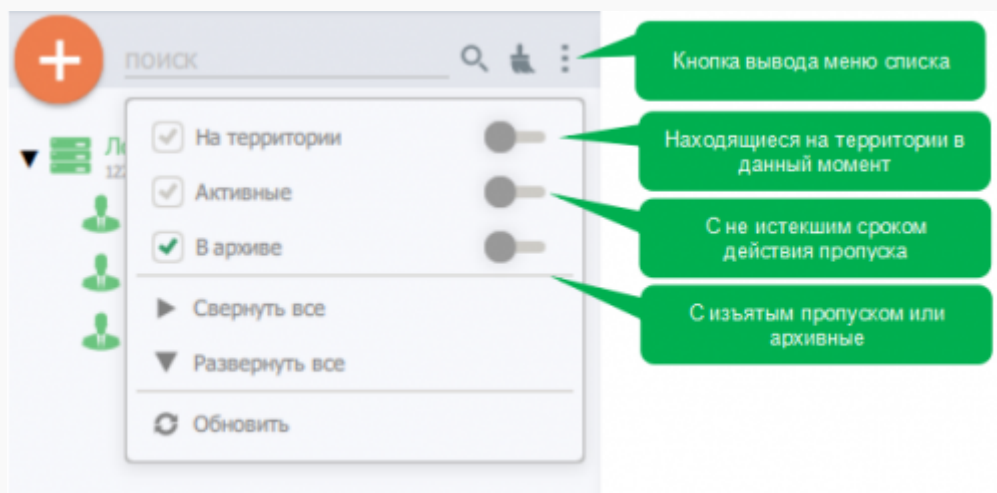 поиск
Кнопка вывода меню списка
На территории
Находящиеся на территории в
данный момент
Активные
С не истекшим сроком
действия пропуска
В архиве
С изъятым пропуском или
архивные
Свернуть все
Развернуть все
Обновить